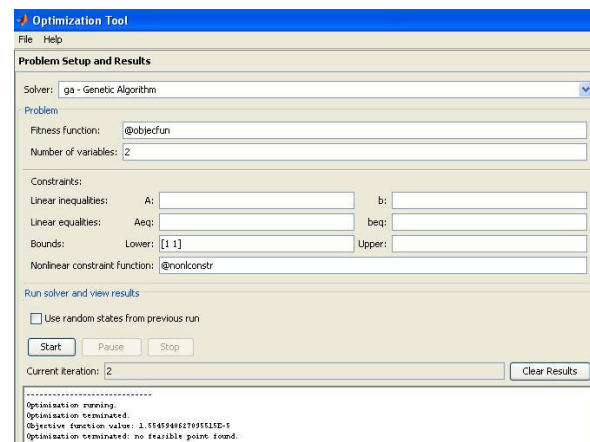 Optimization Tool
File Help
Problem Setup and Results
Solver: ga - Genetic Algorithm
Problem
Fitness function: @objecfun
Number of variables: 2
Constraints:
Linear inequalities: A: b:
Linear equalities: Aeq: beq:
Bounds: Lower: [1 1] Upper:
Nonlinear constraint function: @nonlconstr
Run solver and view results
Use random states from previous run
Start Pause Stop
Current iteration: 2 Clear Results
Optimization running.
Optimization terminated.
Objective function value: 1.5545940627095515E-5
Optimization terminated: no feasible point found.